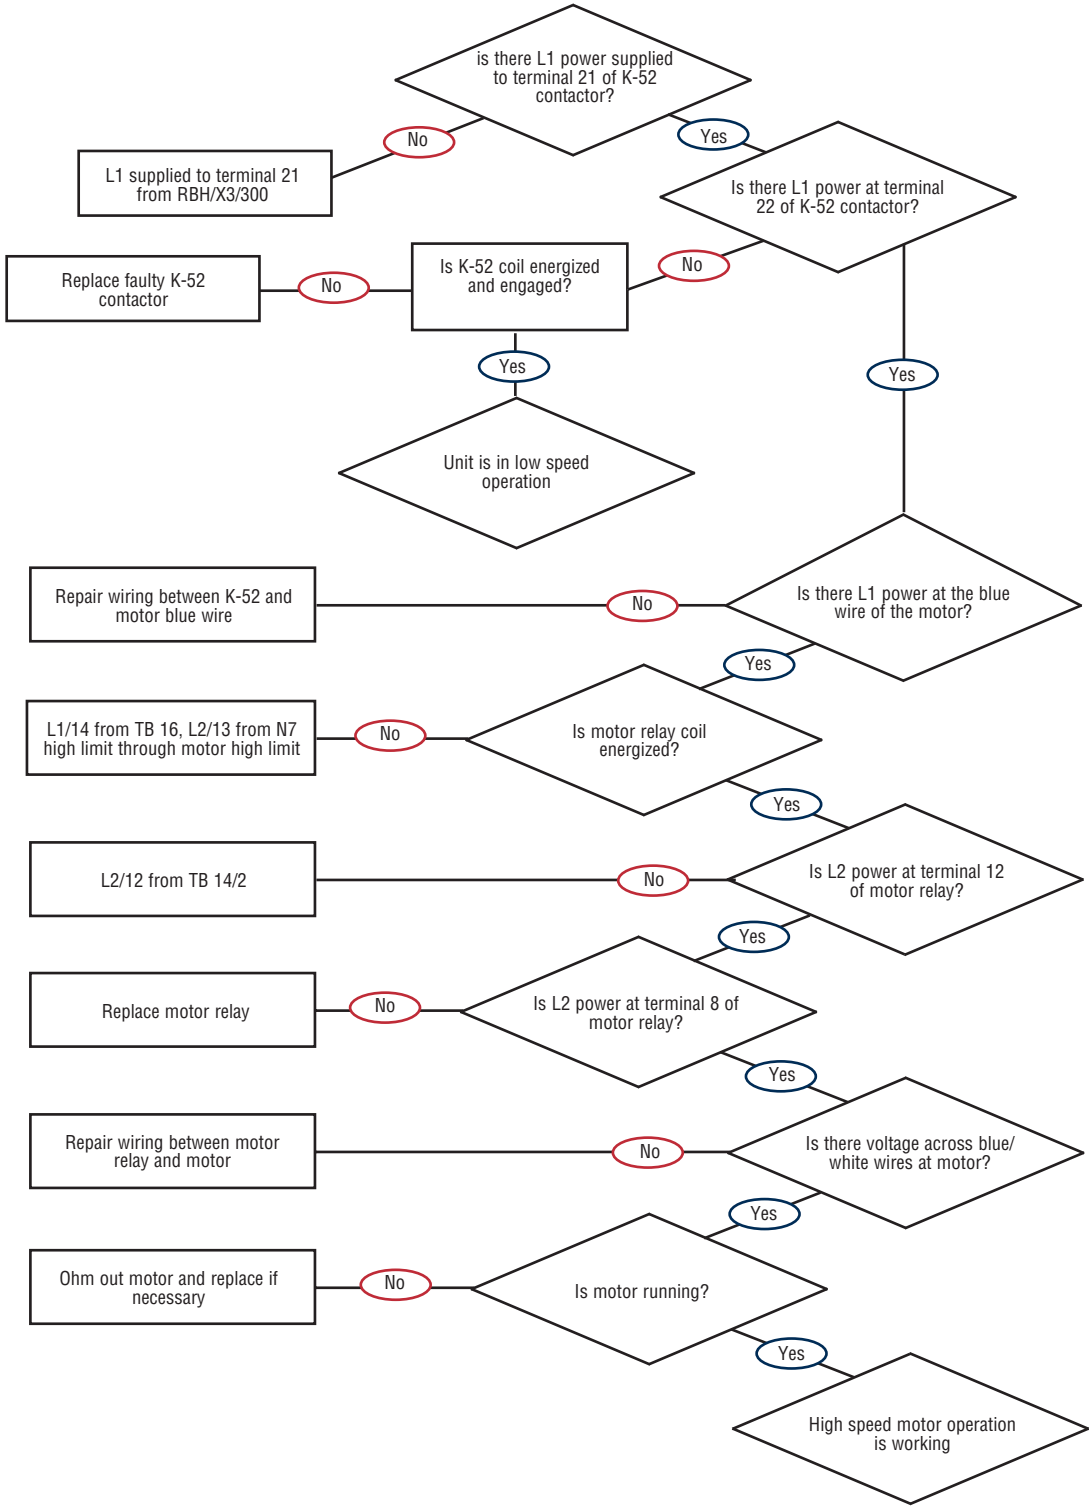 is there L1 power supplied
to terminal 21 of K-52
contactor?
No
Yes
L1 supplied to terminal 21
from RBH/X3/300
Is there L1 power at terminal
22 of K-52 contactor?
Replace faulty K-52
contactor
No
Is K-52 coil energized
and engaged?
No
Yes
Yes
Unit is in low speed
operation
Repair wiring between K-52 and
motor blue wire
No
Is there L1 power at the blue
wire of the motor?
Yes
L1/14 from TB 16, L2/13 from N7
high limit through motor high limit
No
Is motor relay coil
energized?
Yes
L2/12 from TB 14/2
No
Is L2 power at terminal 12
of motor relay?
Yes
Replace motor relay
No
Is L2 power at terminal 8 of
motor relay?
Yes
Repair wiring between motor
relay and motor
No
Is there voltage across blue/
white wires at motor?
Yes
Ohm out motor and replace if
necessary
No
Is motor running?
Yes
High speed motor operation
is working